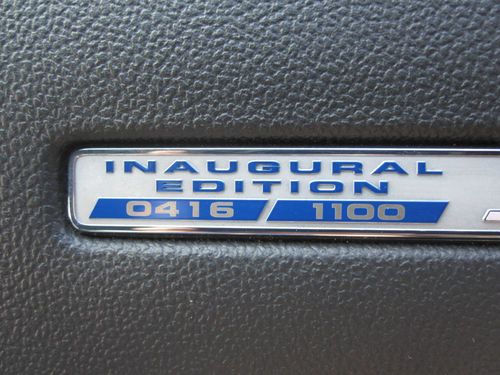 INAUGURAL
EDITION
0416 / 1100